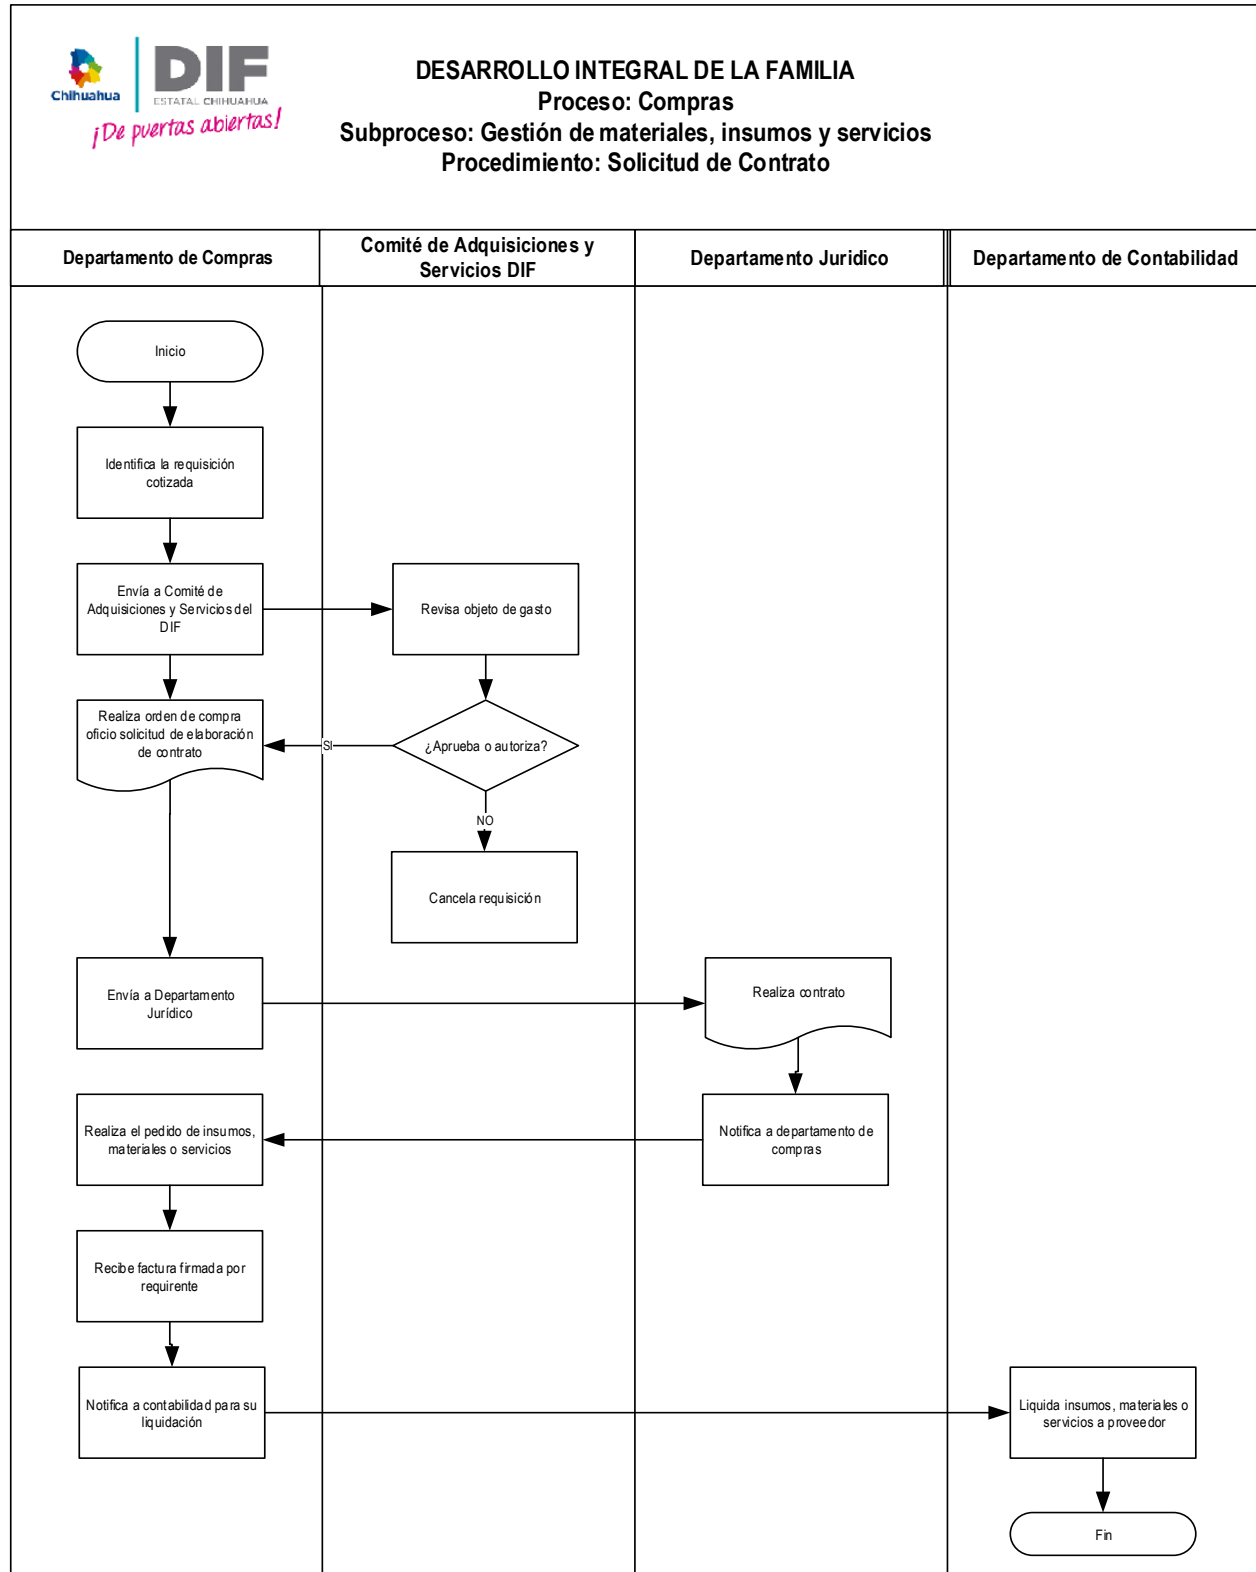 Chihuahua
DIF
ESTATAL CHIHUAHUA
¡De puertas abiertas!
DESARROLLO INTEGRAL DE LA FAMILIA
Proceso: Compras
Subproceso: Gestión de materiales, insumos y servicios
Procedimiento: Solicitud de Contrato
Departamento de Compras
Comité de Adquisiciones y
Servicios DIF
Departamento Juridico
Departamento de Contabilidad
Inicio
Identifica la requisición
cotizada
Envía a Comité de
Adquisiciones y Servicios del
DIF
Revisa objeto de gasto
Realiza orden de compra
oficio solicitud de elaboración
de contrato
SI
¿Aprueba o autoriza?
NO
Cancela requisición
Envía a Departamento
Jurídico
Realiza contrato
Realiza el pedido de insumos,
materiales o servicios
Notifica a departamento de
compras
Recibe factura firmada por
requirente
Notifica a contabilidad para su
liquidación
Liquida insumos, materiales o
servicios a proveedor
Fin